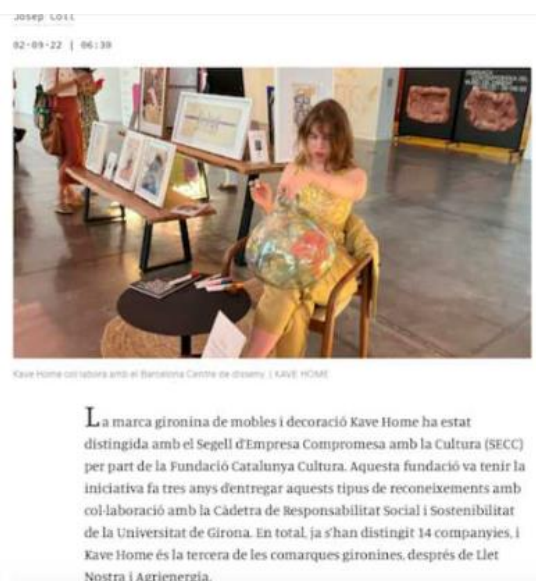 Josep Coll
02-09-22 | 06:30
Kave Home col·labora amb el Barcelona Centre de disseny. | KAVE HOME
La marca gironina de mobles i decoració Kave Home ha estat
distingida amb el Segell d'Empresa Compromesa amb la Cultura (SECC)
per part de la Fundació Catalunya Cultura. Aquesta fundació va tenir la
iniciativa fa tres anys d'entregar aquests tipus de reconeixements amb
col·laboració amb la Càdetra de Responsabilitat Social i Sostenibilitat
de la Universitat de Girona. En total, ja s'han distingit 14 companyies, i
Kave Home és la tercera de les comarques gironines, després de Llet
Nostra i Agrienergia.